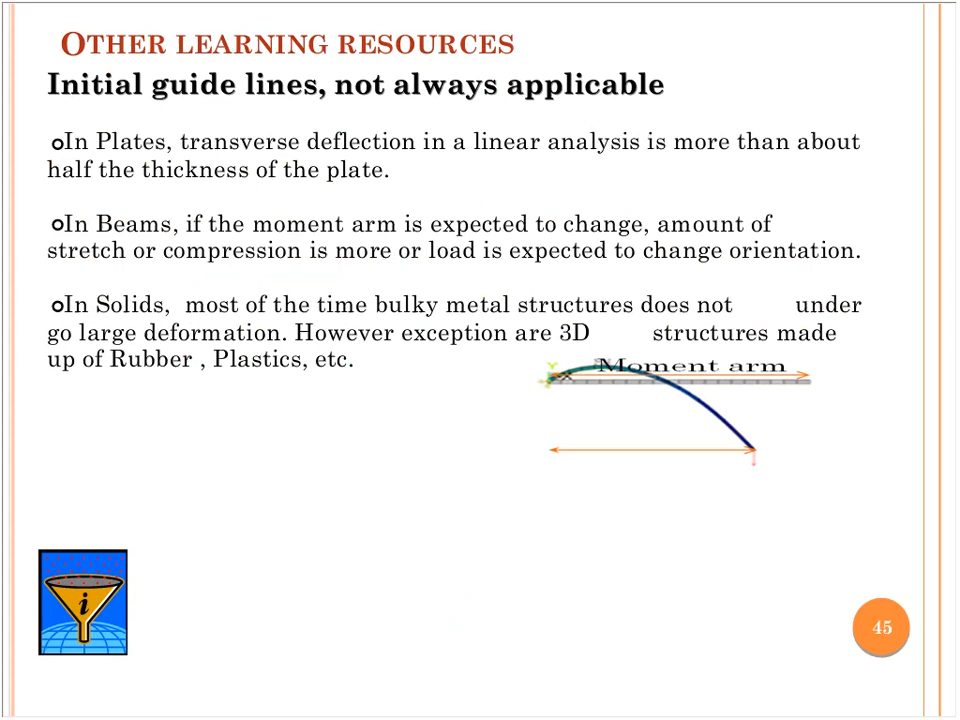 OTHER LEARNING RESOURCES
Initial guide lines, not always applicable
In Plates, transverse deflection in a linear analysis is more than about
half the thickness of the plate.
In Beams, if the moment arm is expected to change, amount of
stretch or compression is more or load is expected to change orientation.
In Solids, most of the time bulky metal structures does not under
go large deformation. However exception are 3D structures made
up of Rubber , Plastics, etc.
Y
X
Moment arm
i
45